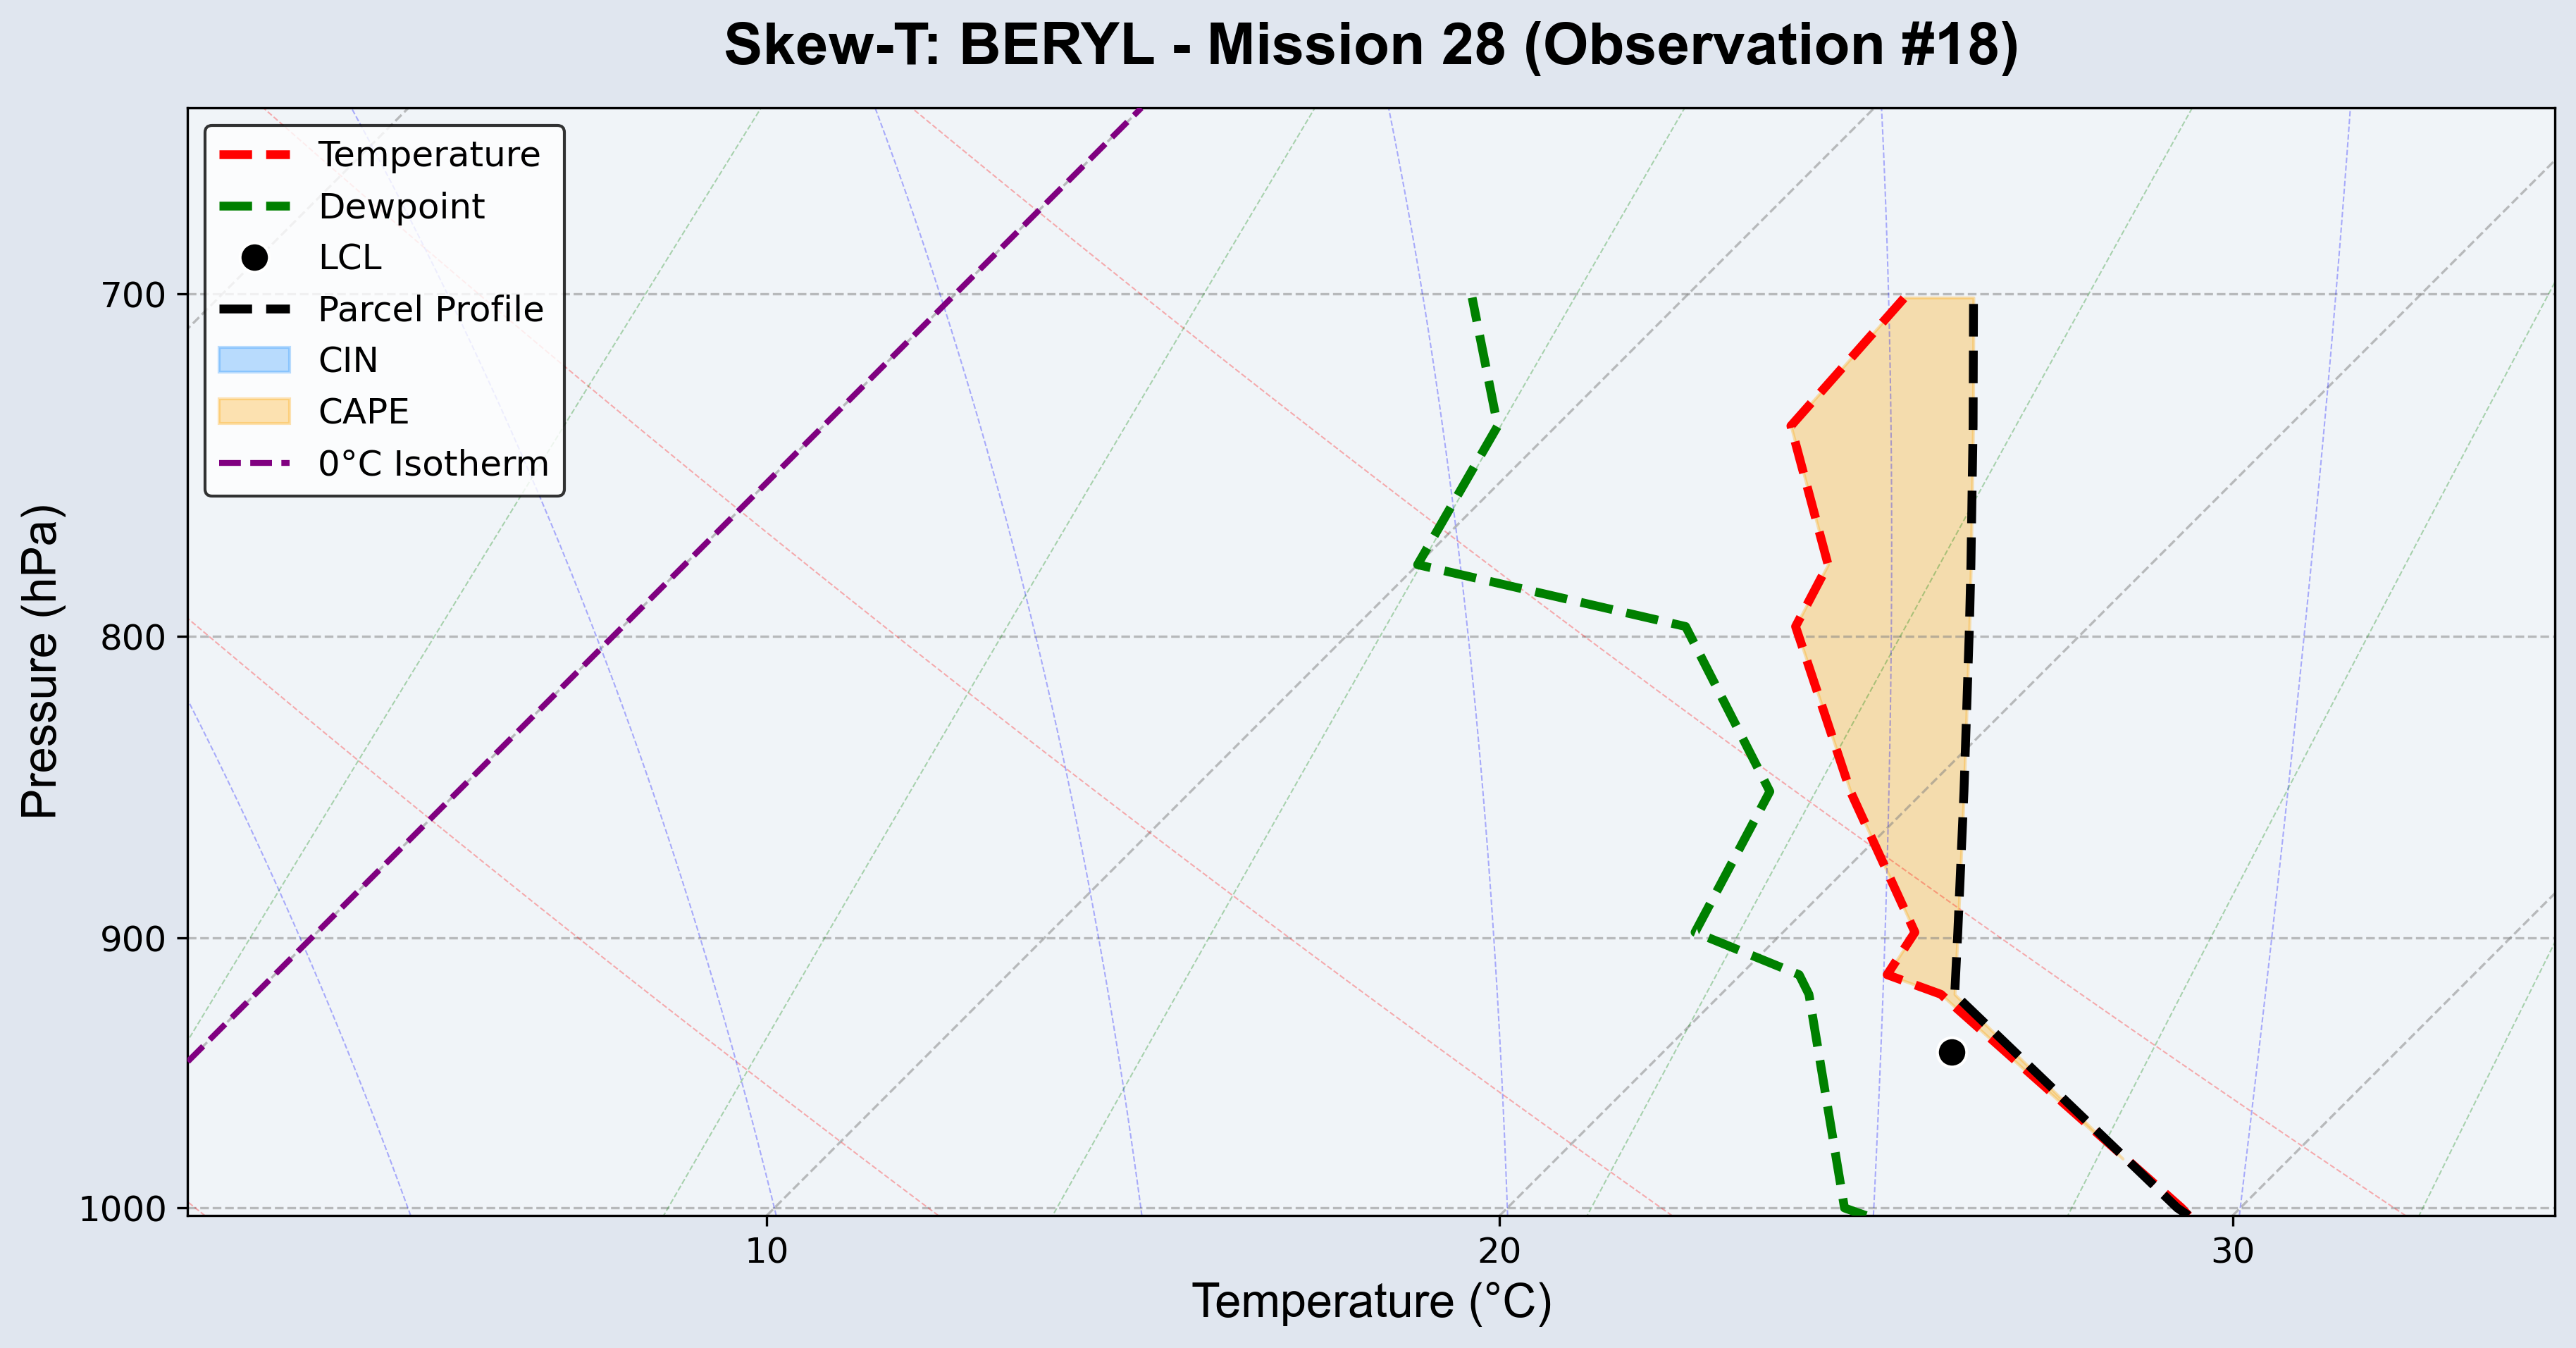 Skew-T: BERYL - Mission 28 (Observation #18)
Temperature
Dewpoint
LCL
Parcel Profile
CIN
CAPE
0°C Isotherm
700
800
900
1000
Pressure (hPa)
10
20
30
Temperature (°C)